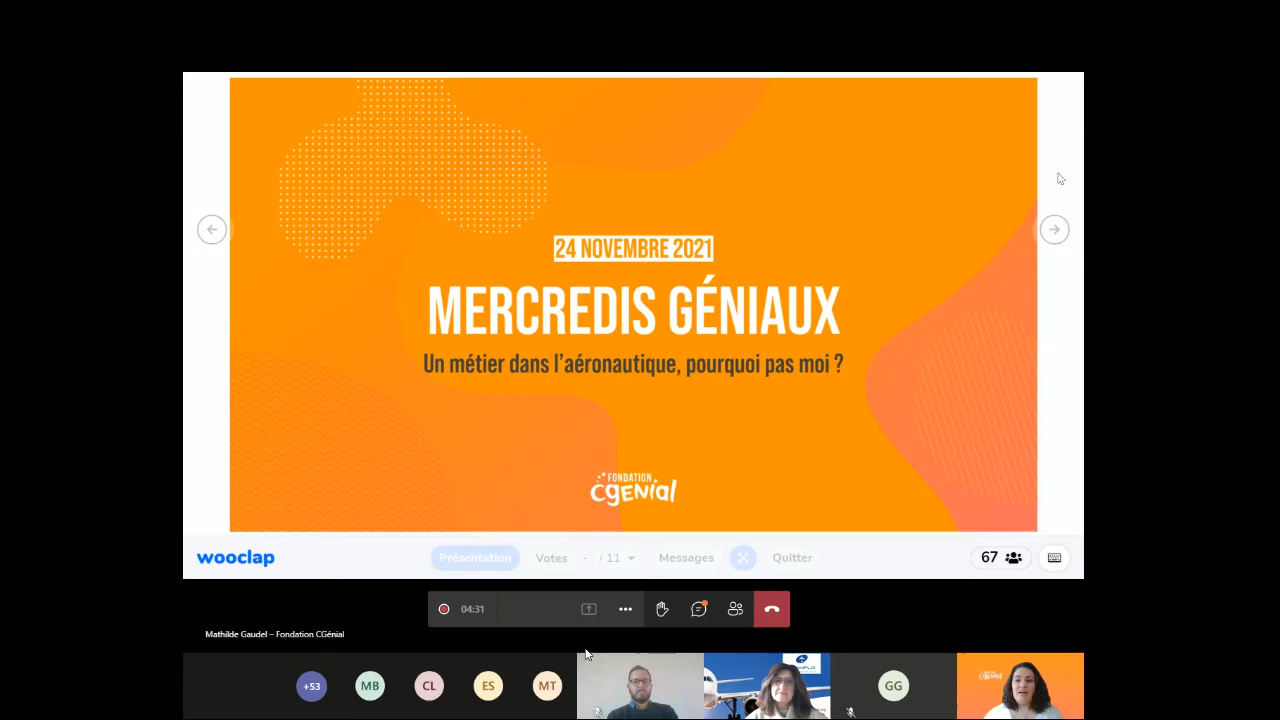 24 NOVEMBRE 2021
MERCREDIS GÉNIAUX
Un métier dans l'aéronautique, pourquoi pas moi ?
FONDATION
CGENIAL
wooclap
Présentation
Votes - / 11
Messages
Quitter
67
04:31
Mathilde Gaudel – Fondation CGénial
+53
MB
CL
ES
MT
GG